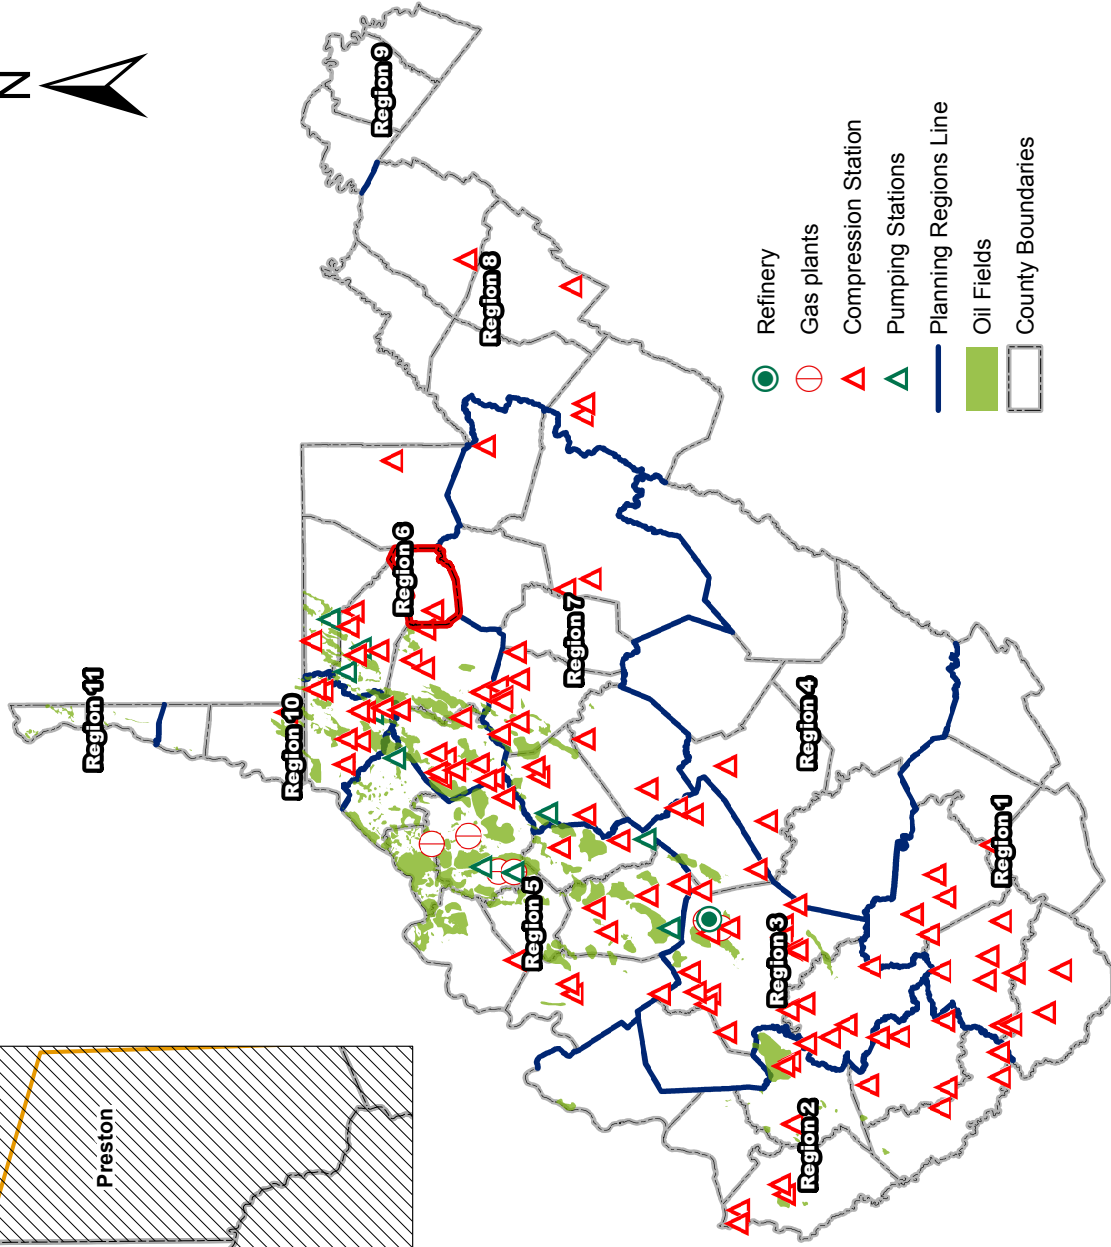 N
Region 9
Region 8
Region 6
Region 7
Region 11
Region 10
Region 4
Region 5
Region 3
Region 1
Region 2
Preston
Refinery
Gas plants
Compression Station
Pumping Stations
Planning Regions Line
Oil Fields
County Boundaries